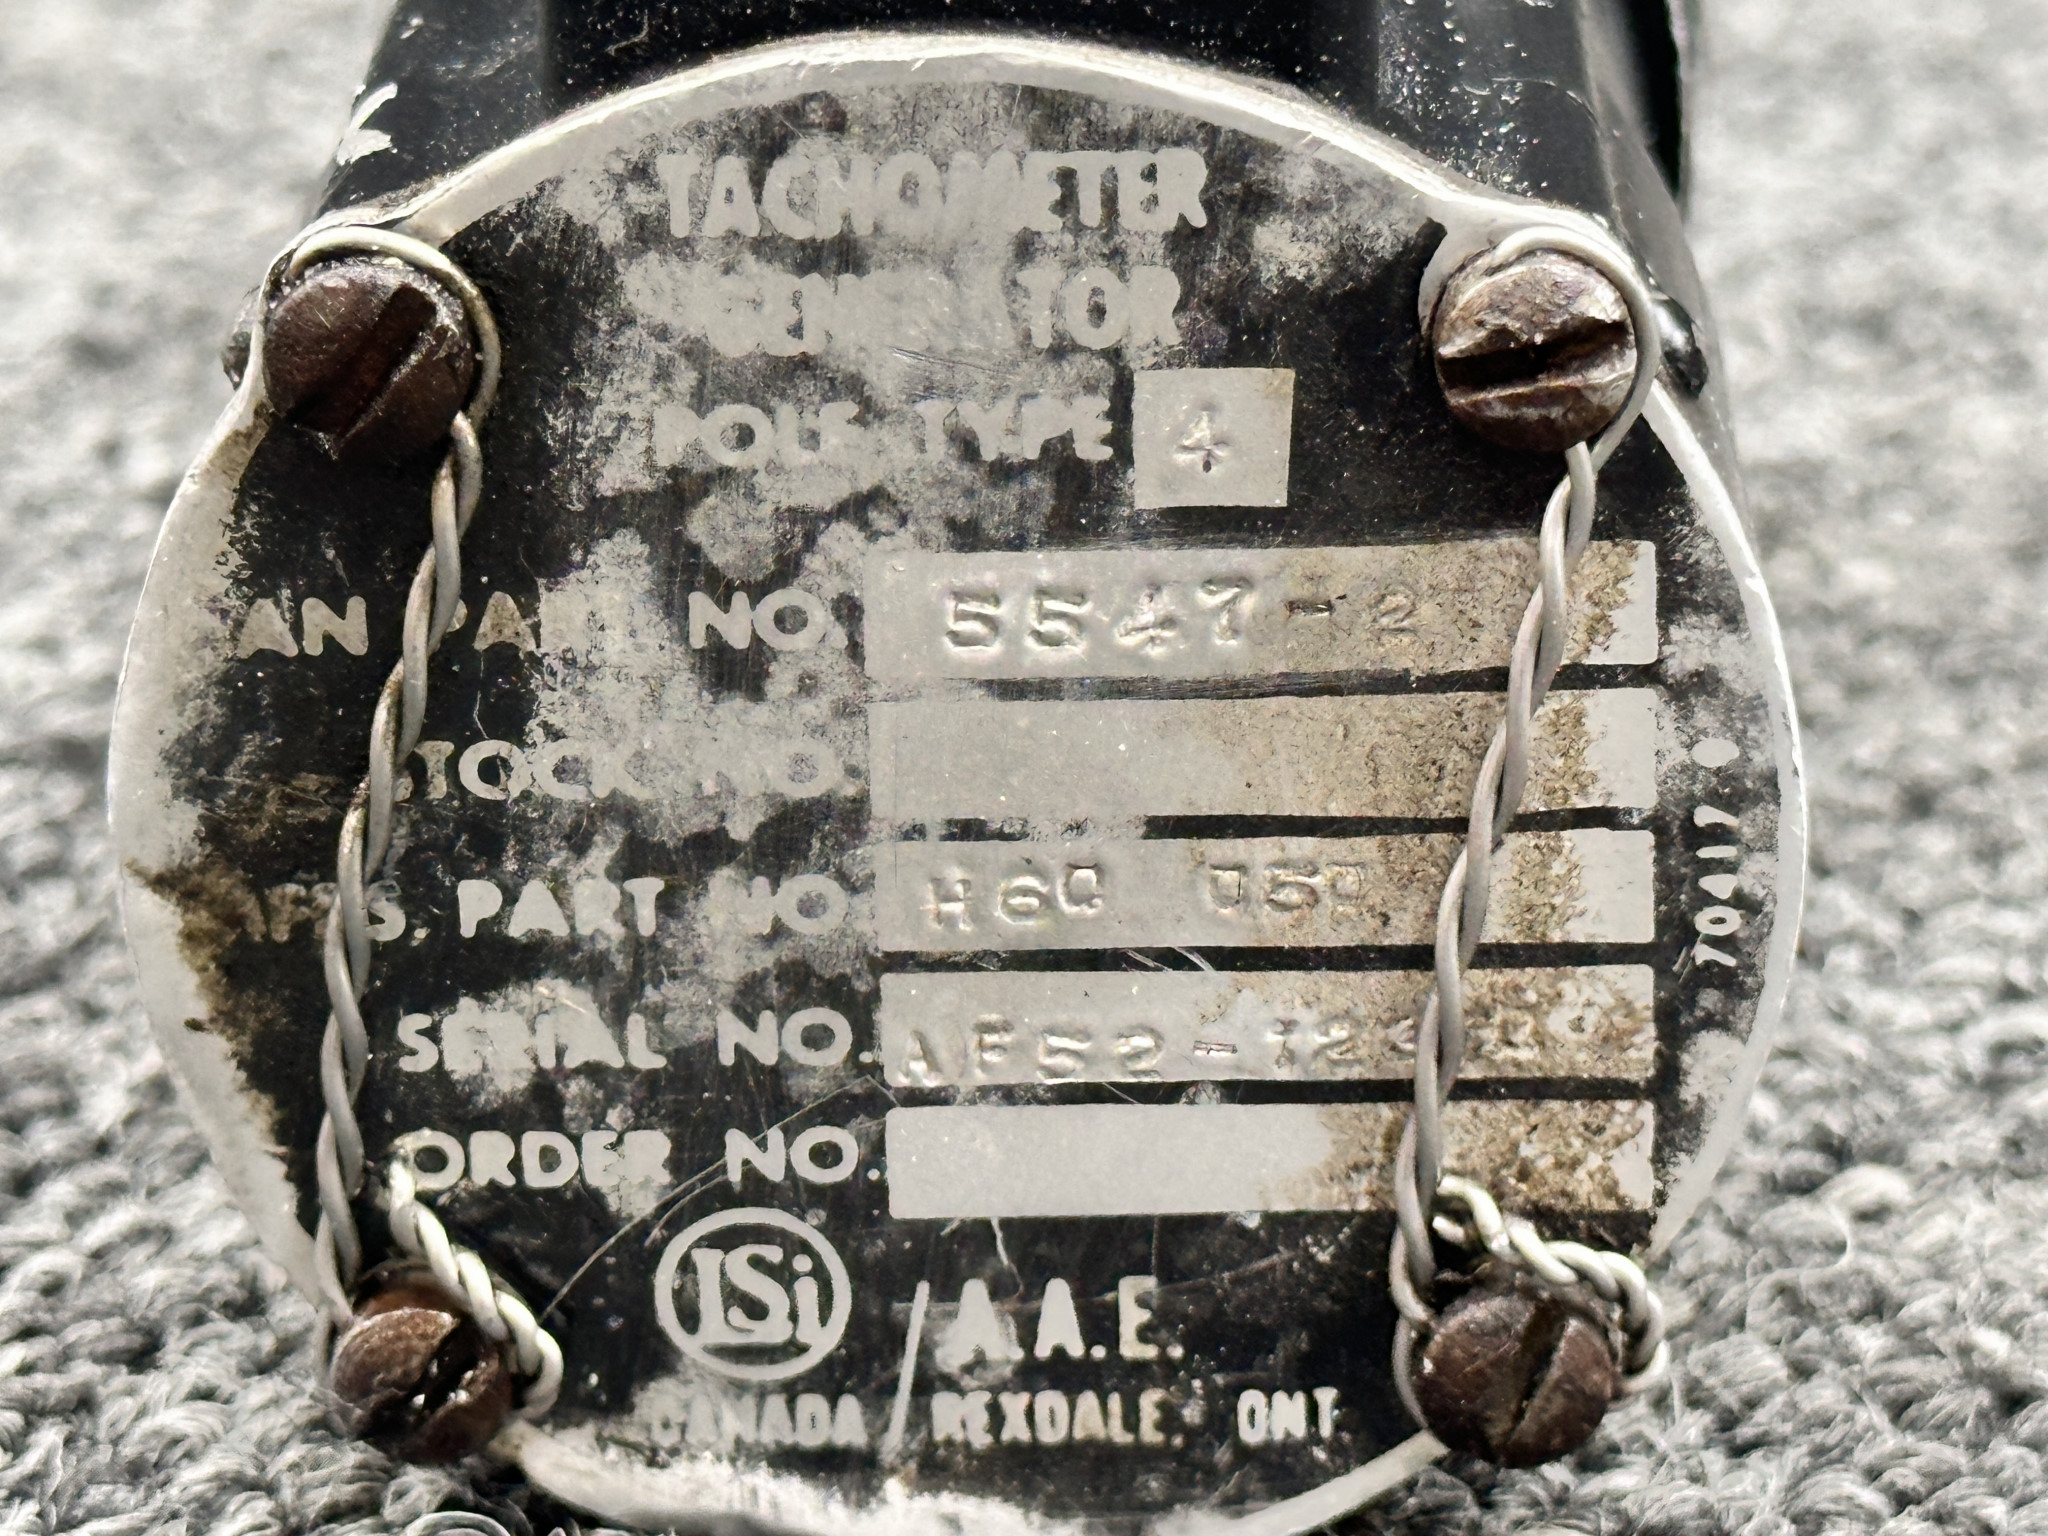 TACHOMETER
GENERATOR
POLE TYPE 4
AN PART NO. 5547-2
STOCK NO.
MFRS. PART NO.
SERIAL NO.
ORDER NO.
LSi / A.A.E.
CANADA / REXDALE, ONT.